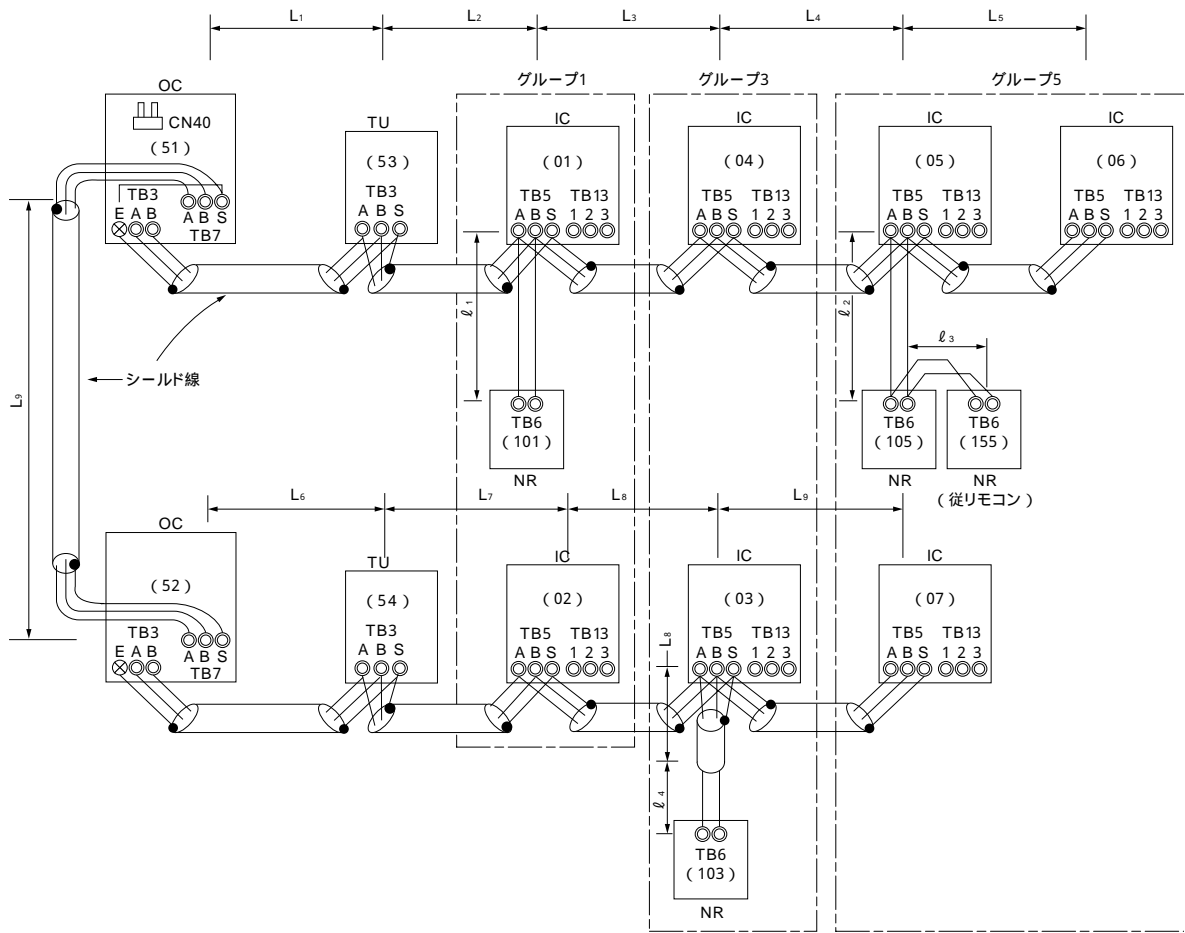 L₁ L₂ L₃ L₄ L₅
グループ1 グループ3 グループ5
OC
CN40
(51)
TB3
E A B
A B S
TB7
TU
(53)
TB3
A B S
IC
(01)
TB5 TB13
A B S 1 2 3
IC
(04)
TB5 TB13
A B S 1 2 3
IC
(05)
TB5 TB13
A B S 1 2 3
IC
(06)
TB5 TB13
A B S 1 2 3
シールド線
L₉
ℓ₁
TB6
(101)
NR
ℓ₂
ℓ₃
TB6
(105)
NR
TB6
(155)
NR
(従リモコン)
L₆ L₇ L₈ L₉
OC
(52)
TB3
E A B
A B S
TB7
TU
(54)
TB3
A B S
IC
(02)
TB5 TB13
A B S 1 2 3
IC
(03)
TB5 TB13
A B S 1 2 3
IC
(07)
TB5 TB13
A B S 1 2 3
L₈
ℓ₄
TB6
(103)
NR